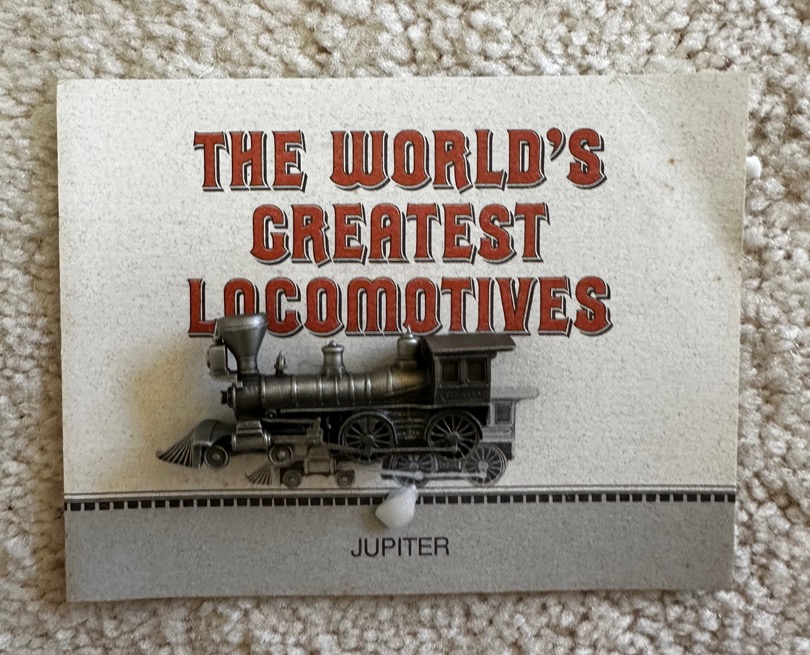 THE WORLD'S
GREATEST
LOCOMOTIVES
JUPITER